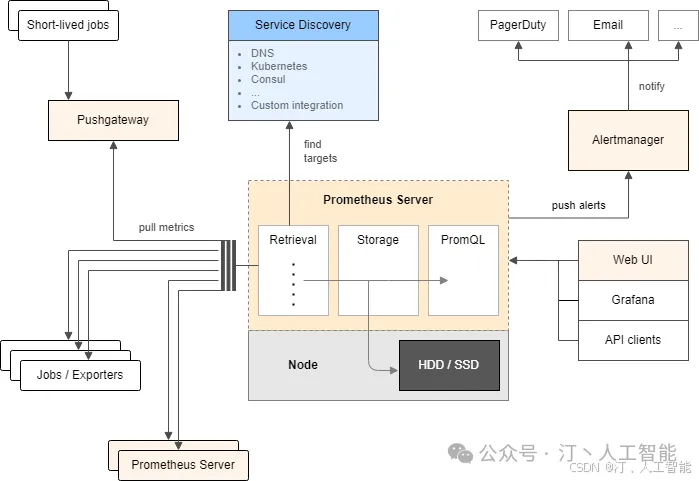 Short-lived jobs
Service Discovery
DNS
Kubernetes
Consul
...
Custom integration
PagerDuty
Email
...
notify
Pushgateway
Alertmanager
find
targets
Prometheus Server
push alerts
pull metrics
Retrieval
Storage
PromQL
Web UI
Grafana
API clients
Jobs / Exporters
Node
HDD / SSD
Prometheus Server
公众号 · 汀丶人工智能
CSDN @汀、人工智能